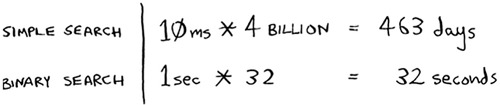 SIMPLE SEARCH | 10ms * 4 BILLION = 463 days
BINARY SEARCH | 1sec * 32 = 32 seconds